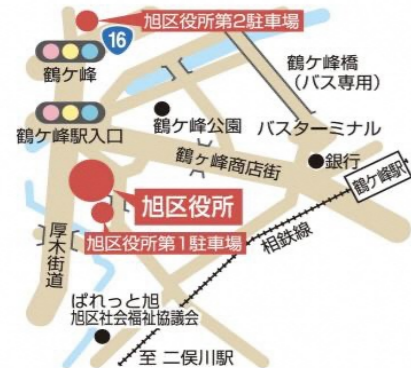 旭区役所第2駐車場
16
鶴ケ峰
鶴ケ峰橋
(バス専用)
鶴ケ峰駅入口
鶴ケ峰公園
バスターミナル
鶴ヶ峰商店街
銀行
鶴ケ峰駅
旭区役所
旭区役所第1駐車場
厚木街道
相鉄線
ぱれっと旭
旭区社会福祉協議会
至 二俣川駅